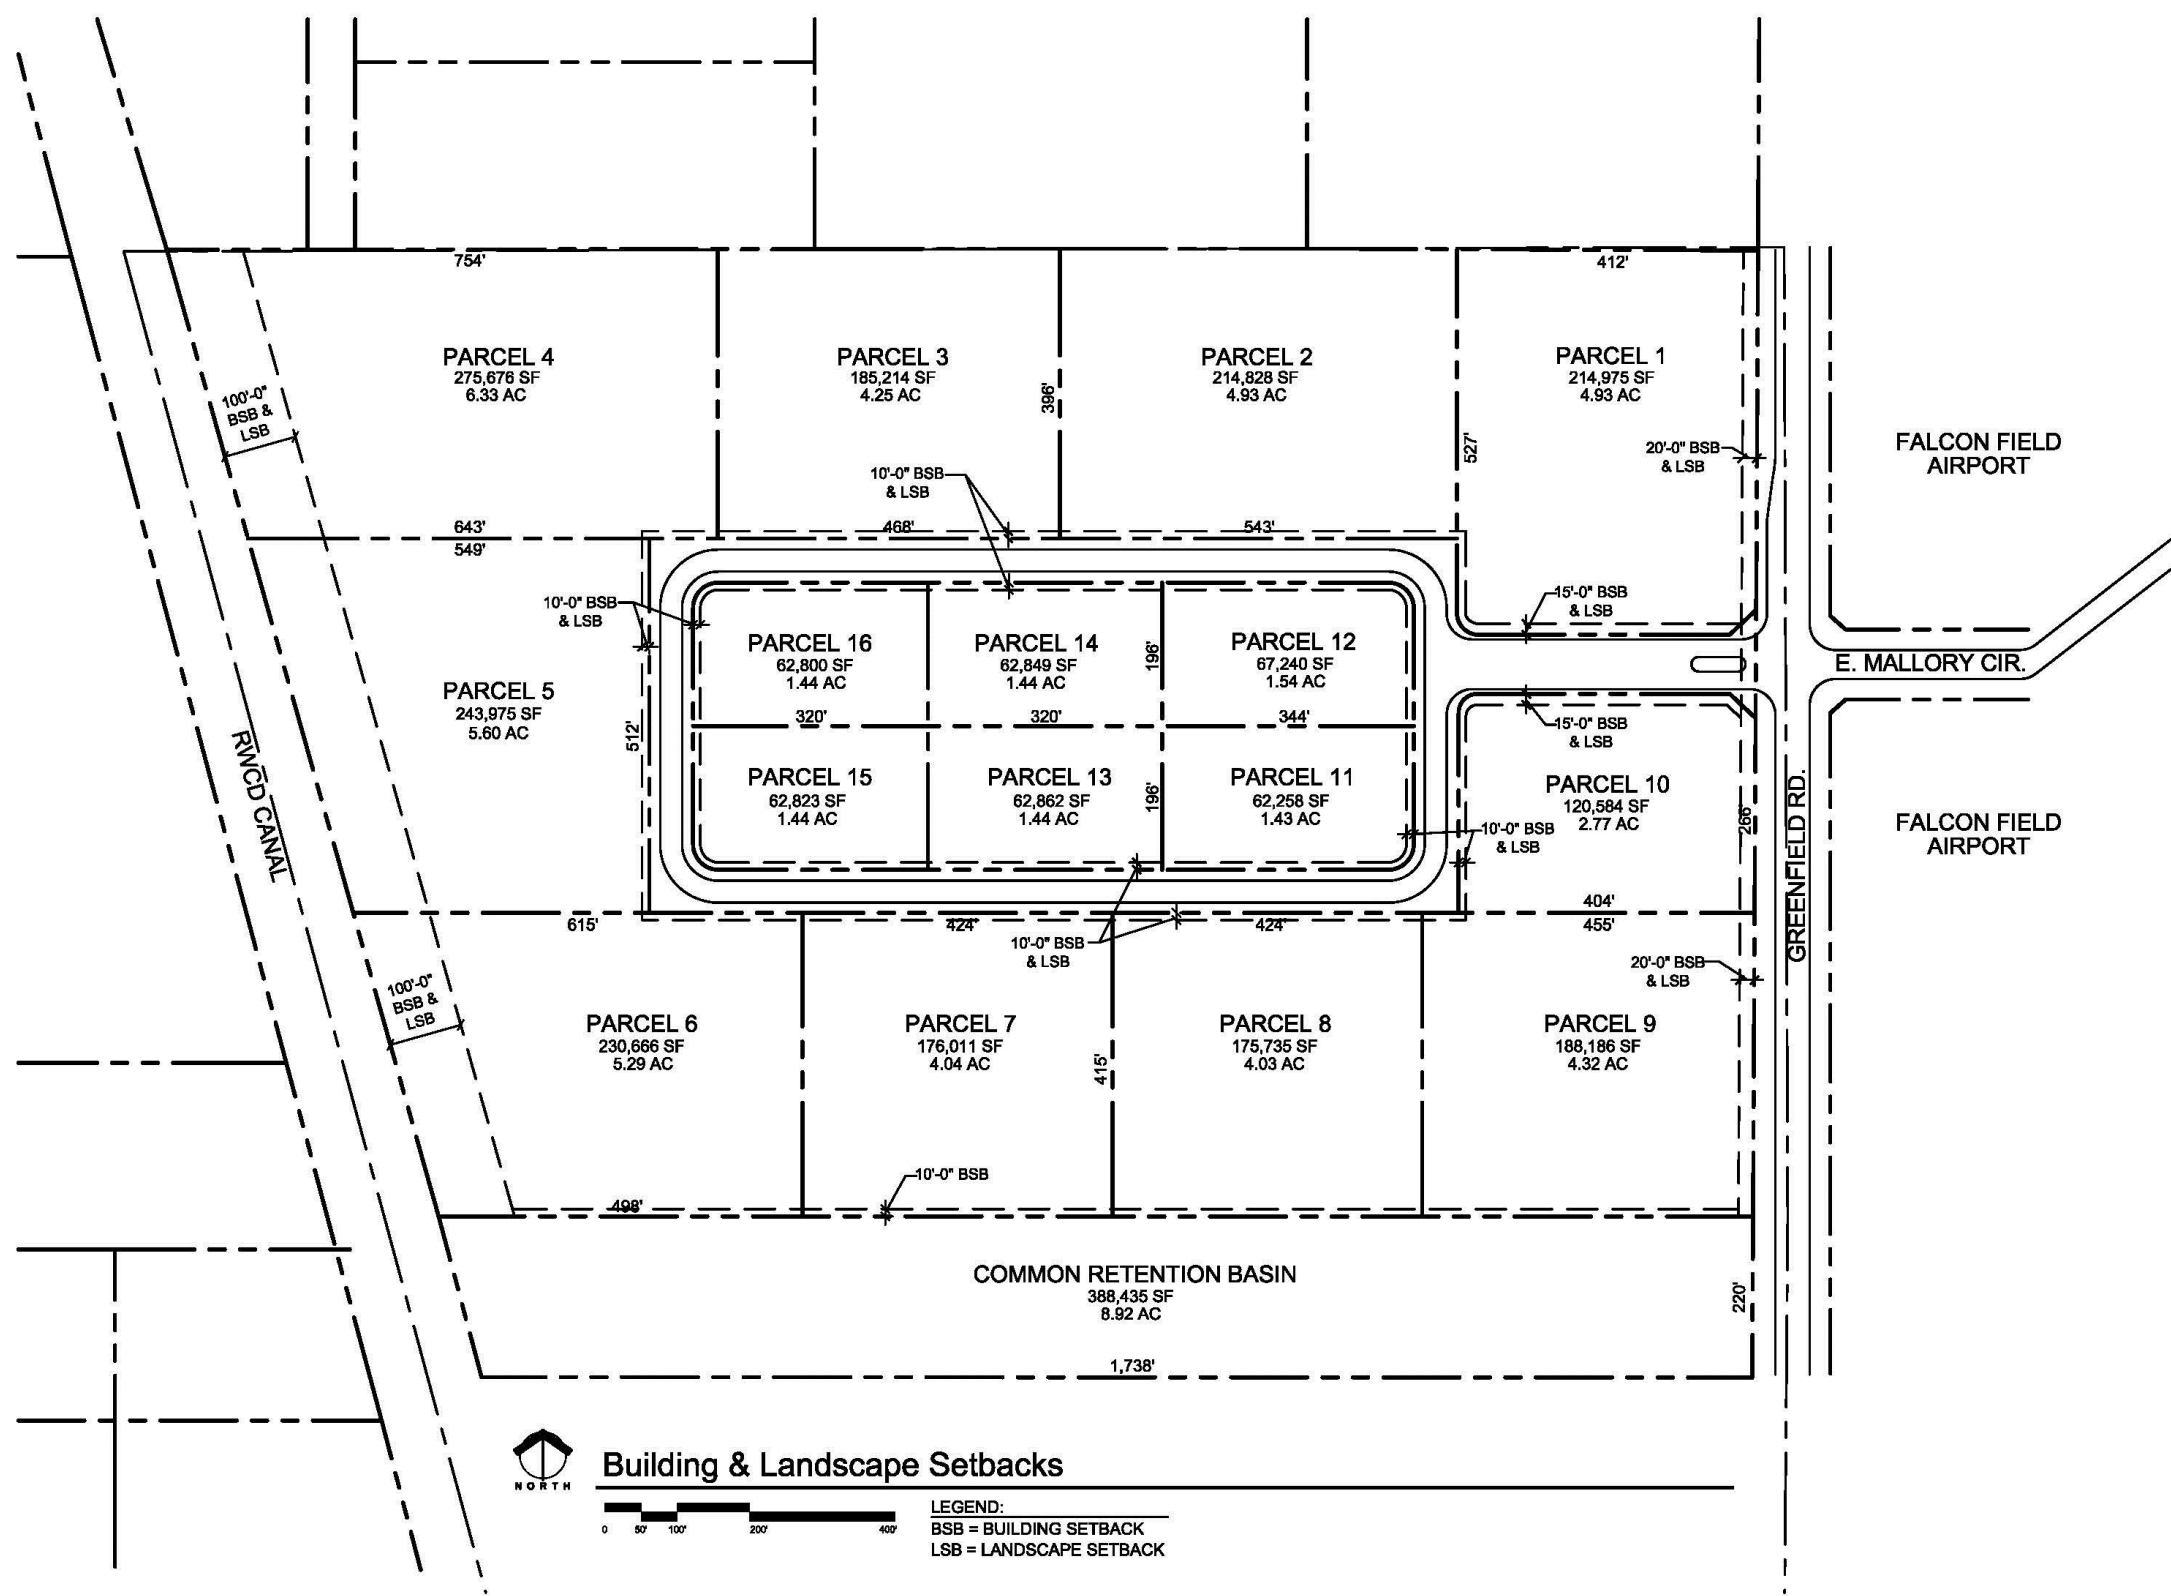 754'
412'
PARCEL 4
275,676 SF
6.33 AC
PARCEL 3
185,214 SF
4.25 AC
PARCEL 2
214,828 SF
4.93 AC
PARCEL 1
214,975 SF
4.93 AC
396'
527'
100'-0"
BSB &
LSB
20'-0" BSB
& LSB
FALCON FIELD
AIRPORT
10'-0" BSB
& LSB
643'
468'
543'
549'
10'-0" BSB
& LSB
15'-0" BSB
& LSB
PARCEL 16
62,800 SF
1.44 AC
PARCEL 14
62,849 SF
1.44 AC
196'
PARCEL 12
67,240 SF
1.54 AC
E. MALLORY CIR.
PARCEL 5
243,975 SF
5.60 AC
512'
320'
320'
344'
15'-0" BSB
& LSB
RWCD CANAL
PARCEL 15
62,823 SF
1.44 AC
PARCEL 13
62,862 SF
1.44 AC
196'
PARCEL 11
62,258 SF
1.43 AC
PARCEL 10
120,584 SF
2.77 AC
266'
GREENFIELD RD.
FALCON FIELD
AIRPORT
10'-0" BSB
& LSB
404'
615'
424'
424'
455'
10'-0" BSB
& LSB
20'-0" BSB
& LSB
100'-0"
BSB &
LSB
PARCEL 6
230,666 SF
5.29 AC
PARCEL 7
176,011 SF
4.04 AC
415'
PARCEL 8
175,735 SF
4.03 AC
PARCEL 9
188,186 SF
4.32 AC
10'-0" BSB
498'
COMMON RETENTION BASIN
388,435 SF
8.92 AC
220'
1,738'
NORTH
Building & Landscape Setbacks
0 50' 100' 200' 400'
LEGEND:
BSB = BUILDING SETBACK
LSB = LANDSCAPE SETBACK